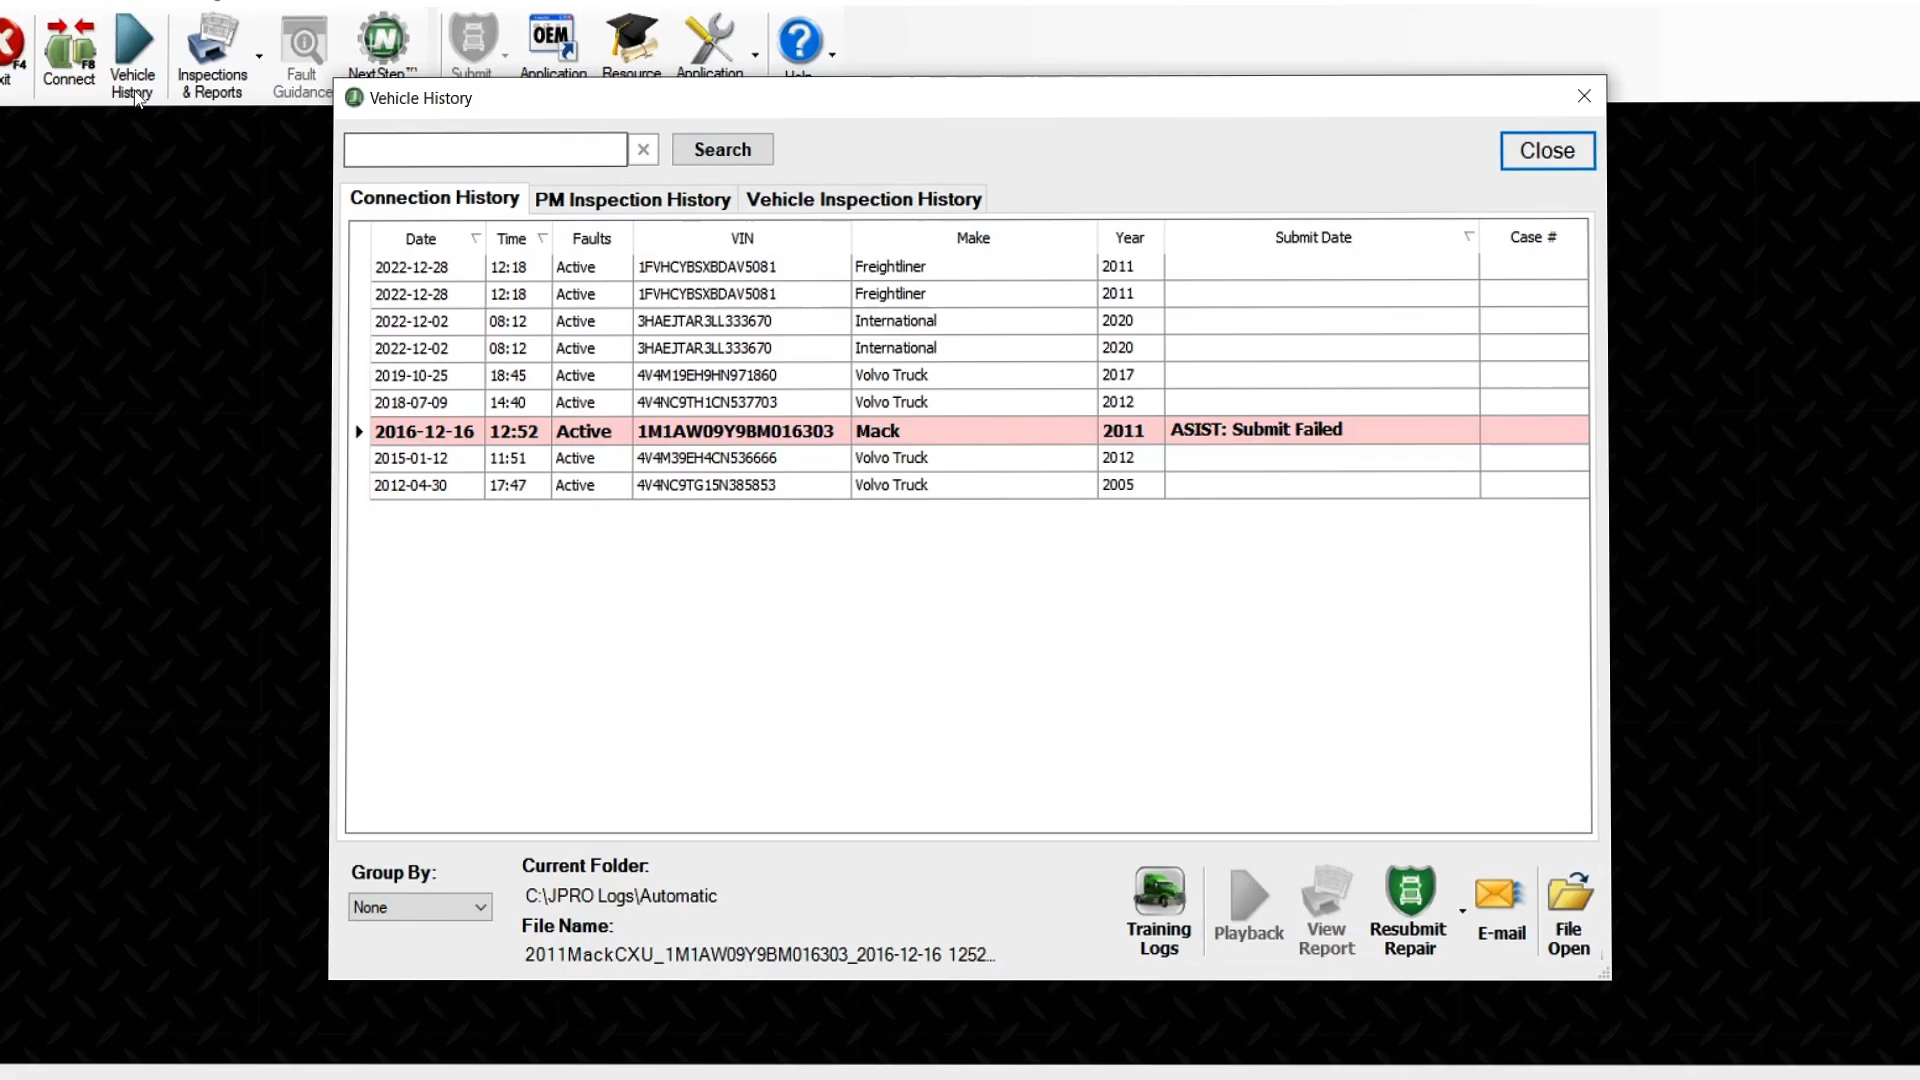 F4
F8
Connect
Vehicle
History
Inspections
& Reports
Fault
Guidance
N
NextStep™
Submit
OEM
Application
Resource
Application
?
Help
Vehicle History
Search
Close
Connection History PM Inspection History Vehicle Inspection History
Date Time Faults VIN Make Year Submit Date Case #
2022-12-28 12:18 Active 1FVHCYBSXBDAV5081 Freightliner 2011
2022-12-28 12:18 Active 1FVHCYBSXBDAV5081 Freightliner 2011
2022-12-02 08:12 Active 3HAEJTAR3LL333670 International 2020
2022-12-02 08:12 Active 3HAEJTAR3LL333670 International 2020
2019-10-25 18:45 Active 4V4M19EH9HN971860 Volvo Truck 2017
2018-07-09 14:40 Active 4V4NC9TH1CN537703 Volvo Truck 2012
2016-12-16 12:52 Active 1M1AW09Y9BM016303 Mack 2011 ASIST: Submit Failed
2015-01-12 11:51 Active 4V4M39EH4CN536666 Volvo Truck 2012
2012-04-30 17:47 Active 4V4NC9TG15N385853 Volvo Truck 2005
Group By:
None
Current Folder:
C:\JPRO Logs\Automatic
File Name:
2011MackCXU_1M1AW09Y9BM016303_2016-12-16 1252...
Training
Logs
Playback
View
Report
Resubmit
Repair
E-mail
File
Open